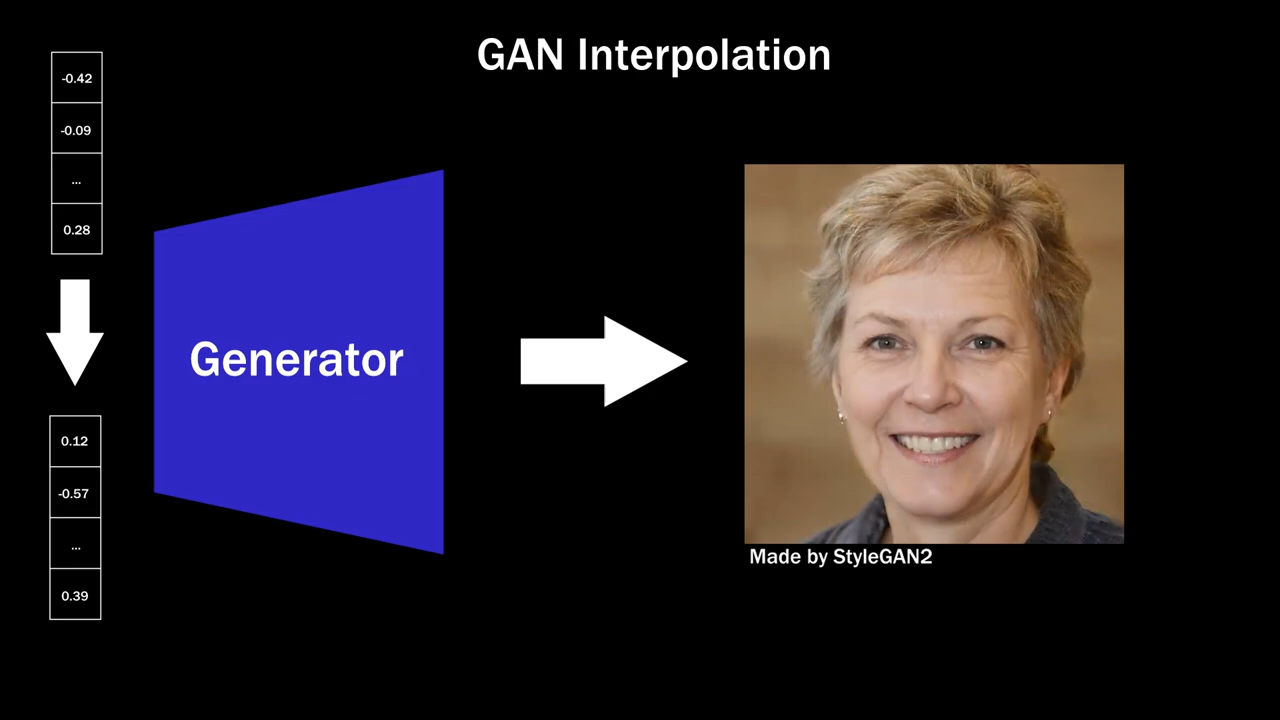 GAN Interpolation
-0.42
-0.09
...
0.28
0.12
-0.57
...
0.39
Generator
Made by StyleGAN2